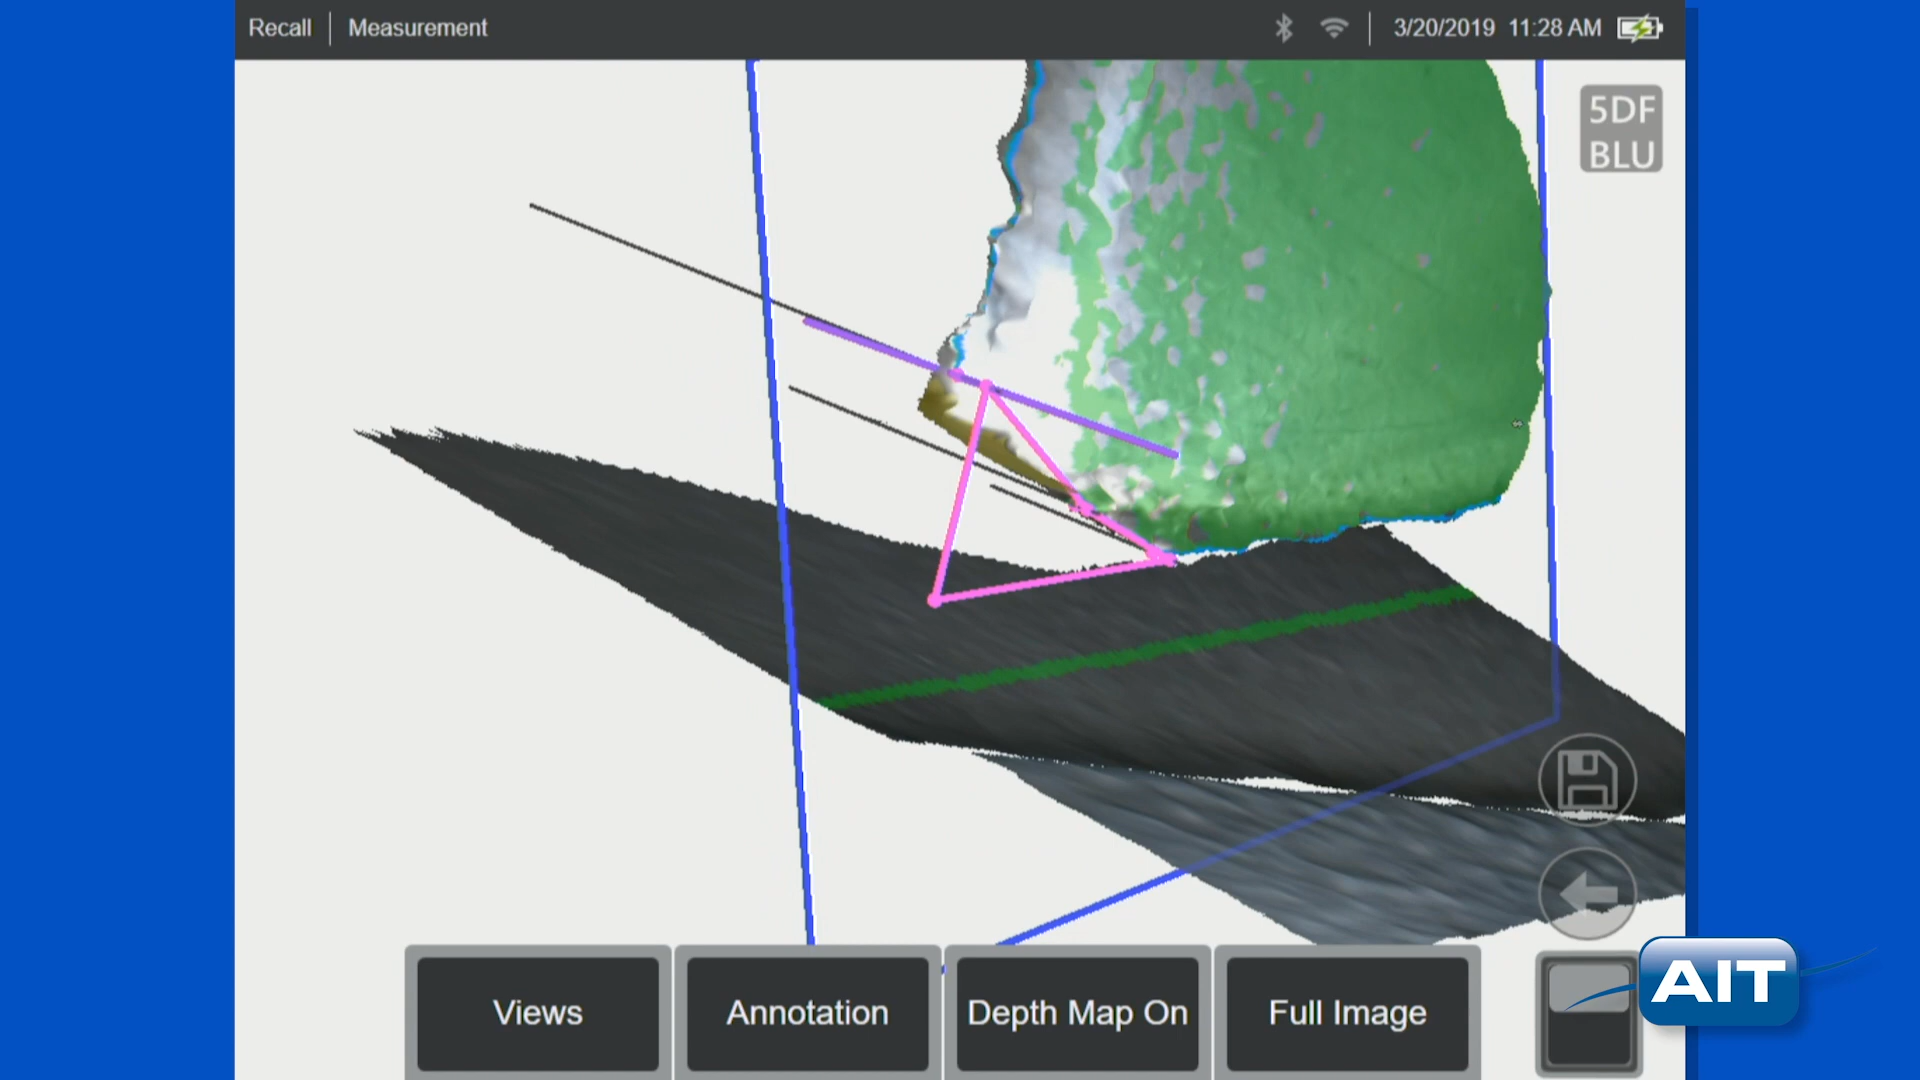 Recall
Measurement
3/20/2019 11:28 AM
5DF
BLU
Views
Annotation
Depth Map On
Full Image
AIT